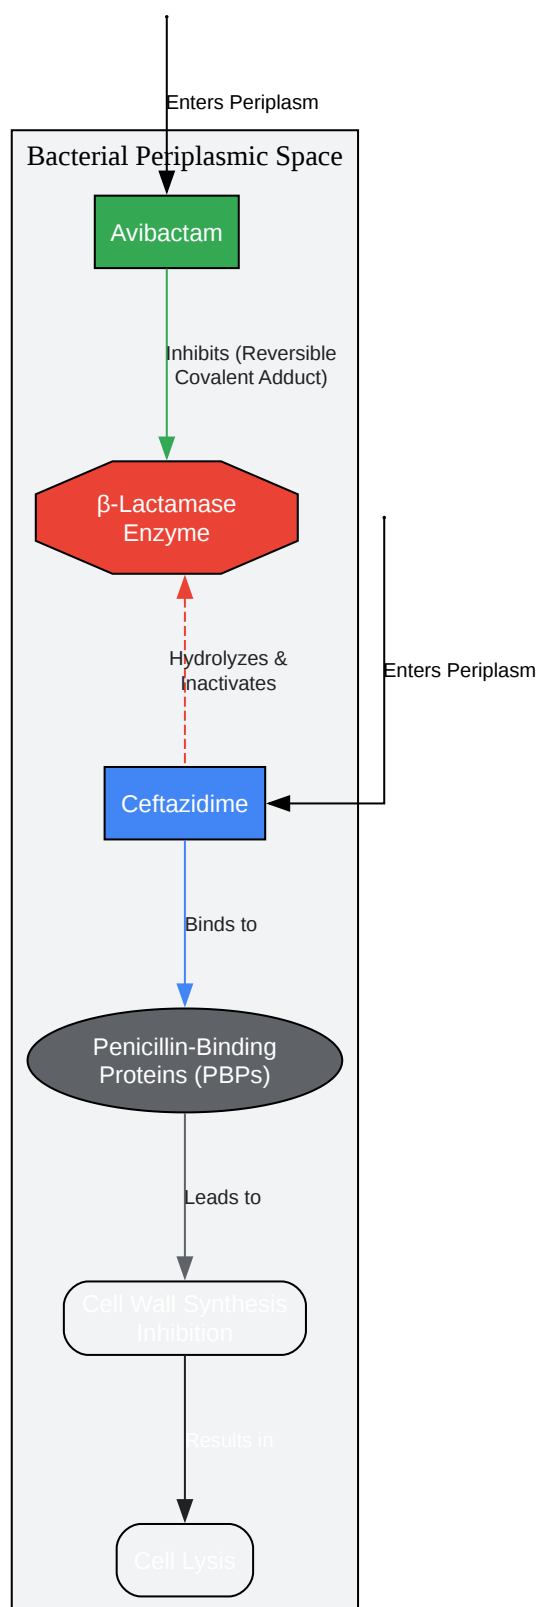 Enters Periplasm
Bacterial Periplasmic Space
Avibactam
Inhibits (Reversible
Covalent Adduct)
β-Lactamase
Enzyme
Hydrolyzes &
Inactivates
Enters Periplasm
Ceftazidime
Binds to
Penicillin-Binding
Proteins (PBPs)
Leads to
Cell Wall Synthesis
Inhibition
Results in
Cell Lysis